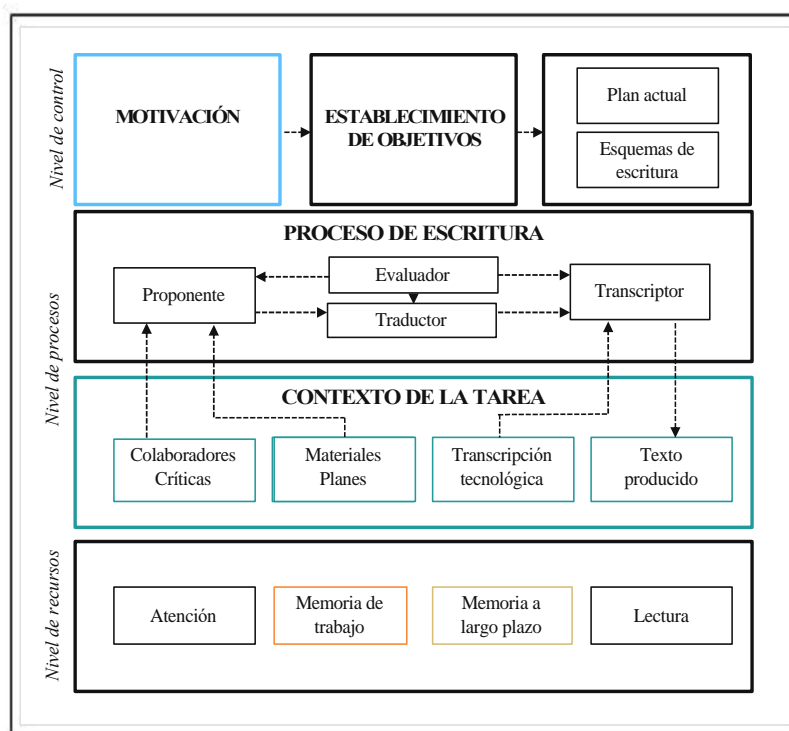 Nivel de control
MOTIVACIÓN
ESTABLECIMIENTO
DE OBJETIVOS
Plan actual
Esquemas de
escritura
Nivel de procesos
PROCESO DE ESCRITURA
Proponente
Evaluador
Traductor
Transcriptor
CONTEXTO DE LA TAREA
Colaboradores
Críticas
Materiales
Planes
Transcripción
tecnológica
Texto
producido
Nivel de recursos
Atención
Memoria de
trabajo
Memoria a
largo plazo
Lectura